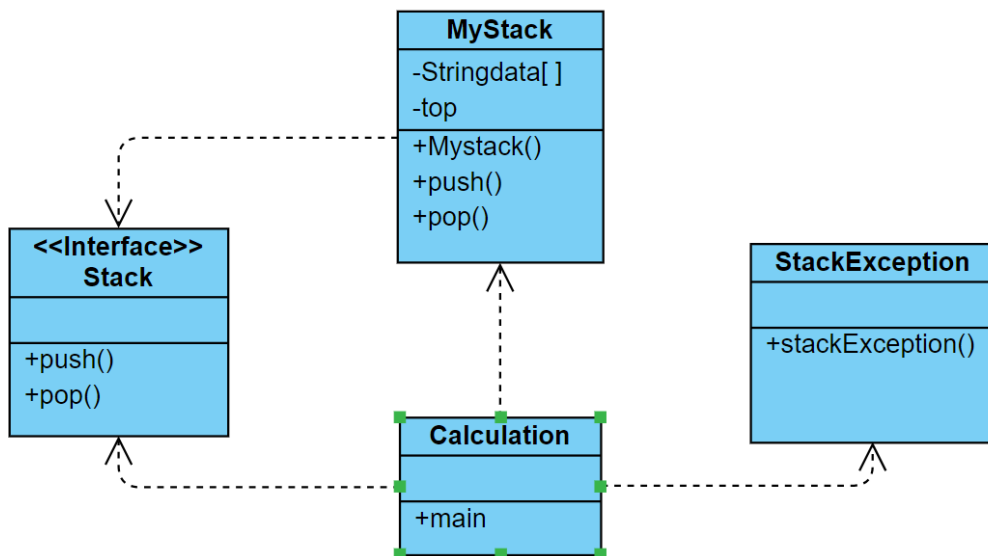 MyStack
-Stringdata[ ]
-top
+Mystack()
+push()
+pop()
<<Interface>>
Stack
+push()
+pop()
StackException
+stackException()
Calculation
+main